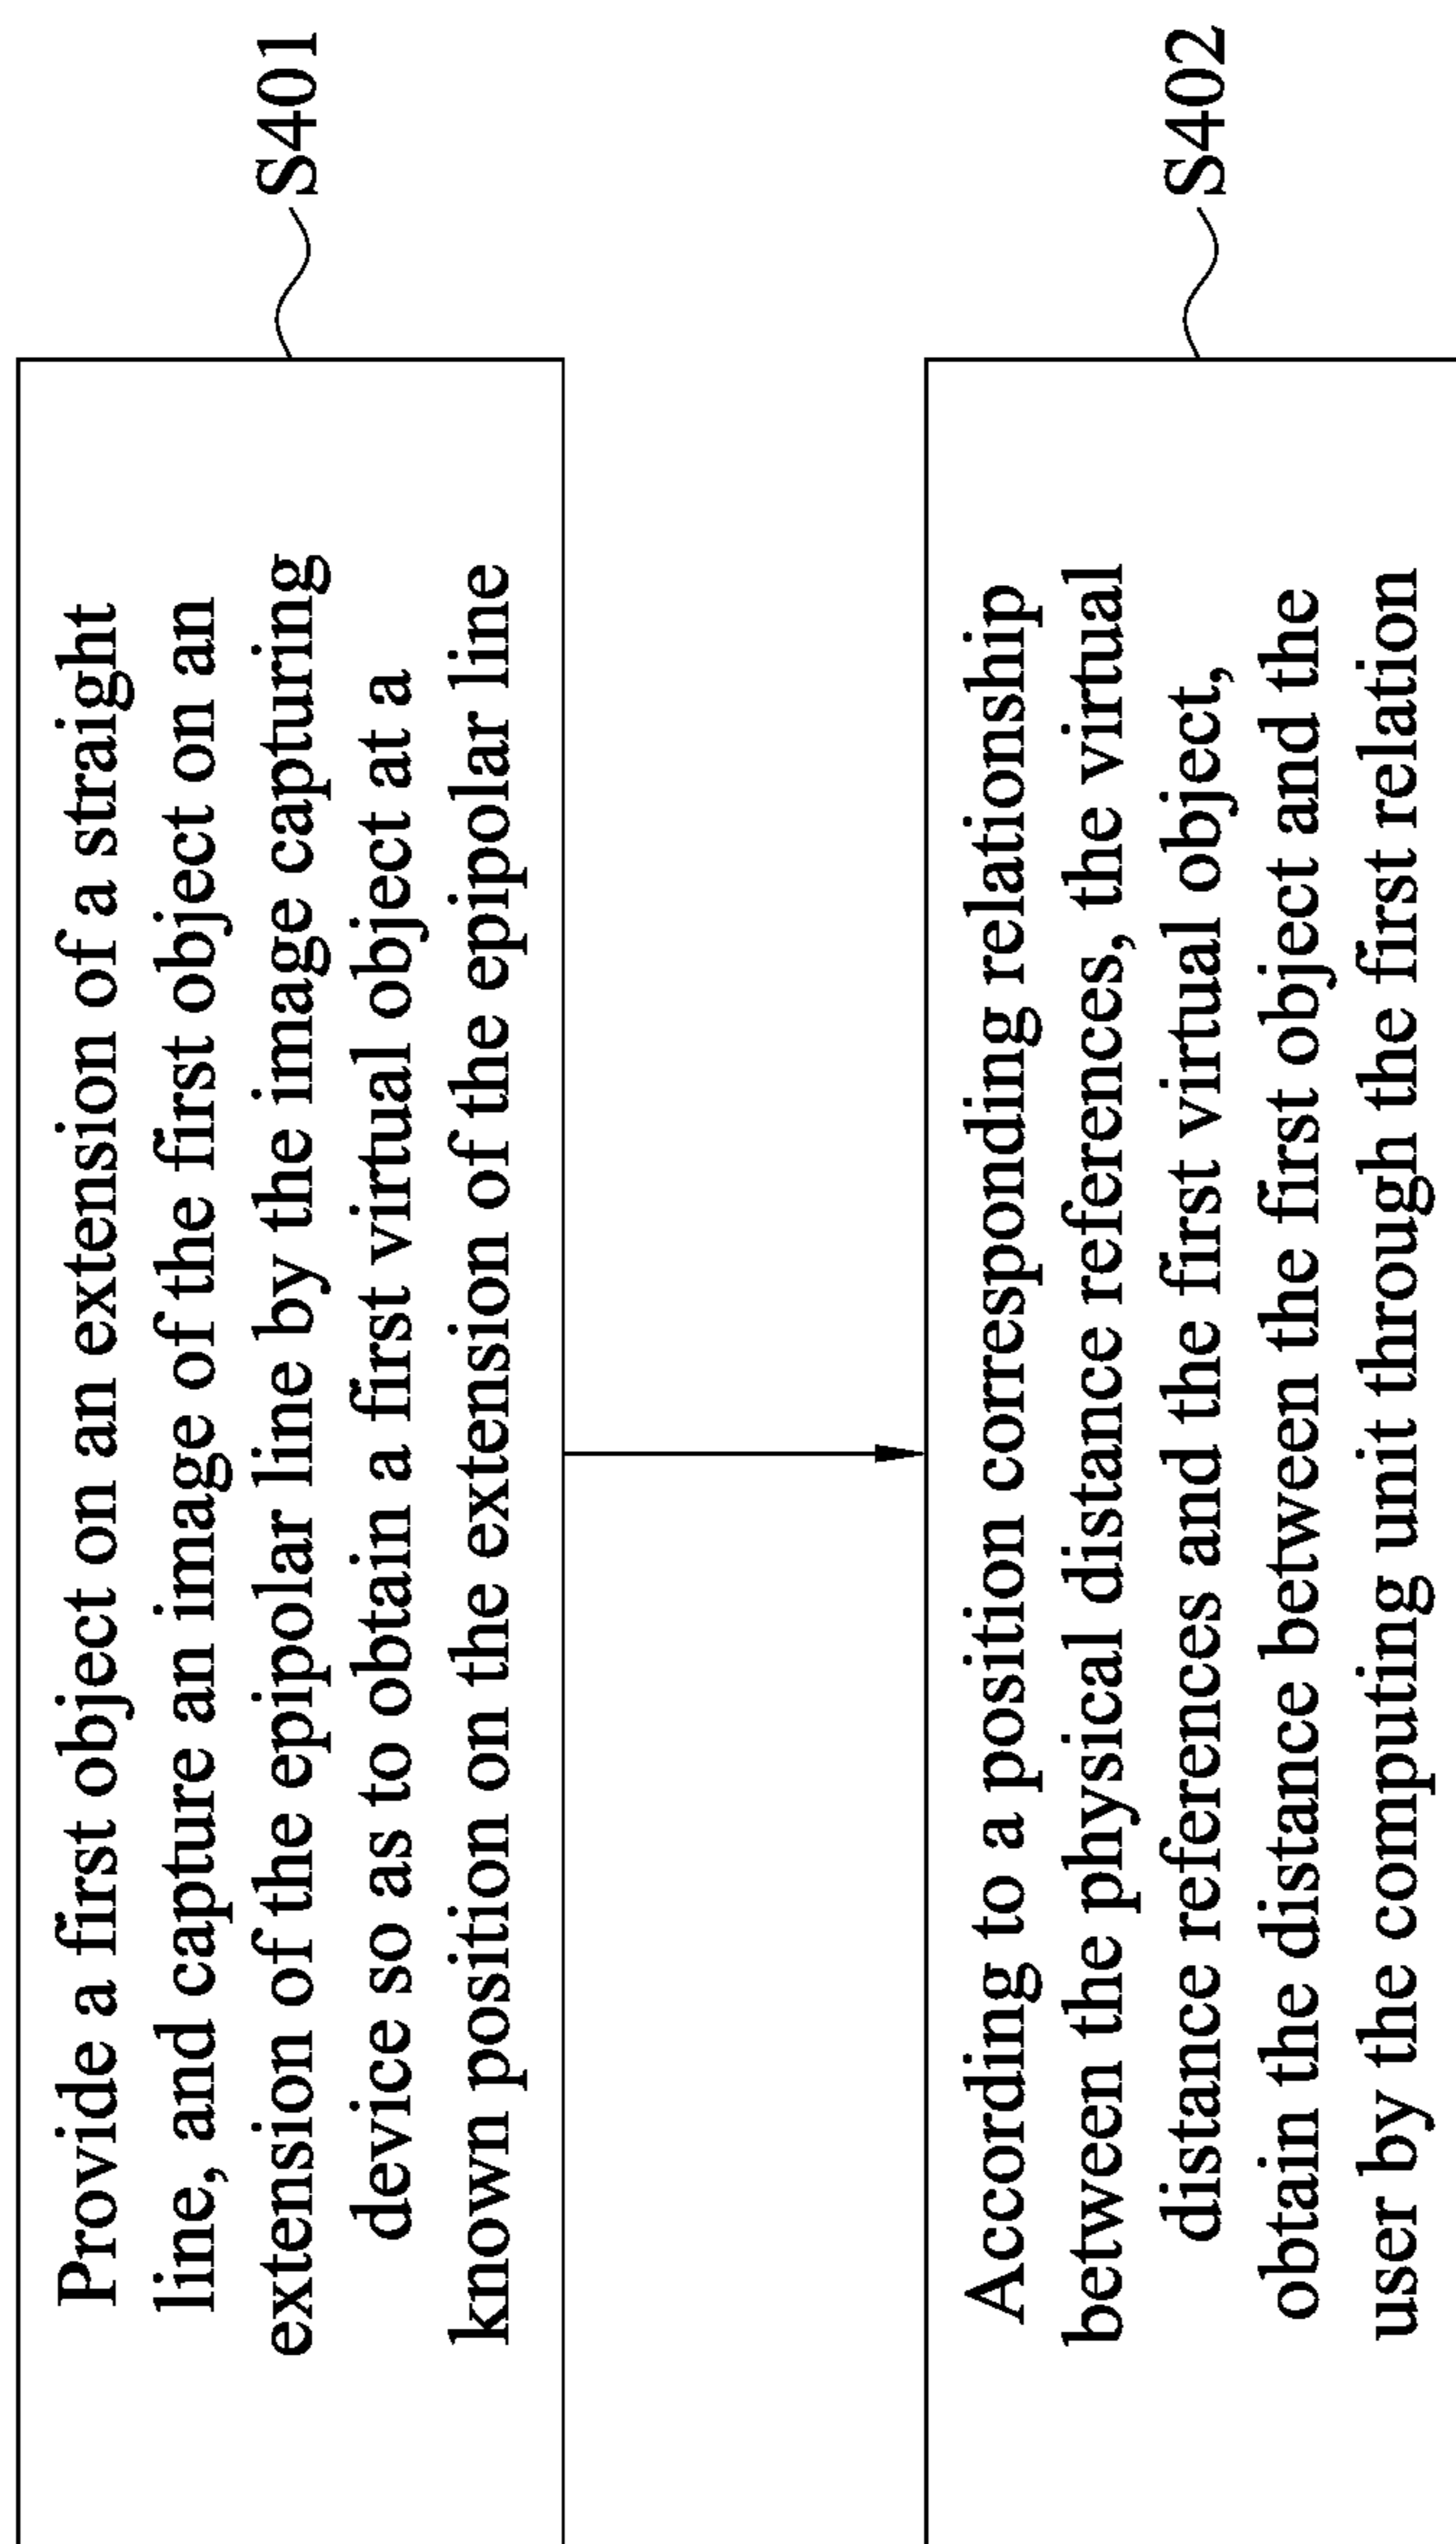 Provide a first object on an extension of a straight
line, and capture an image of the first object on an
extension of the epipolar line by the image capturing
device so as to obtain a first virtual object at a
known position on the extension of the epipolar line
S401
According to a position corresponding relationship
between the physical distance references, the virtual
distance references and the first virtual object,
obtain the distance between the first object and the
user by the computing unit through the first relation
S402